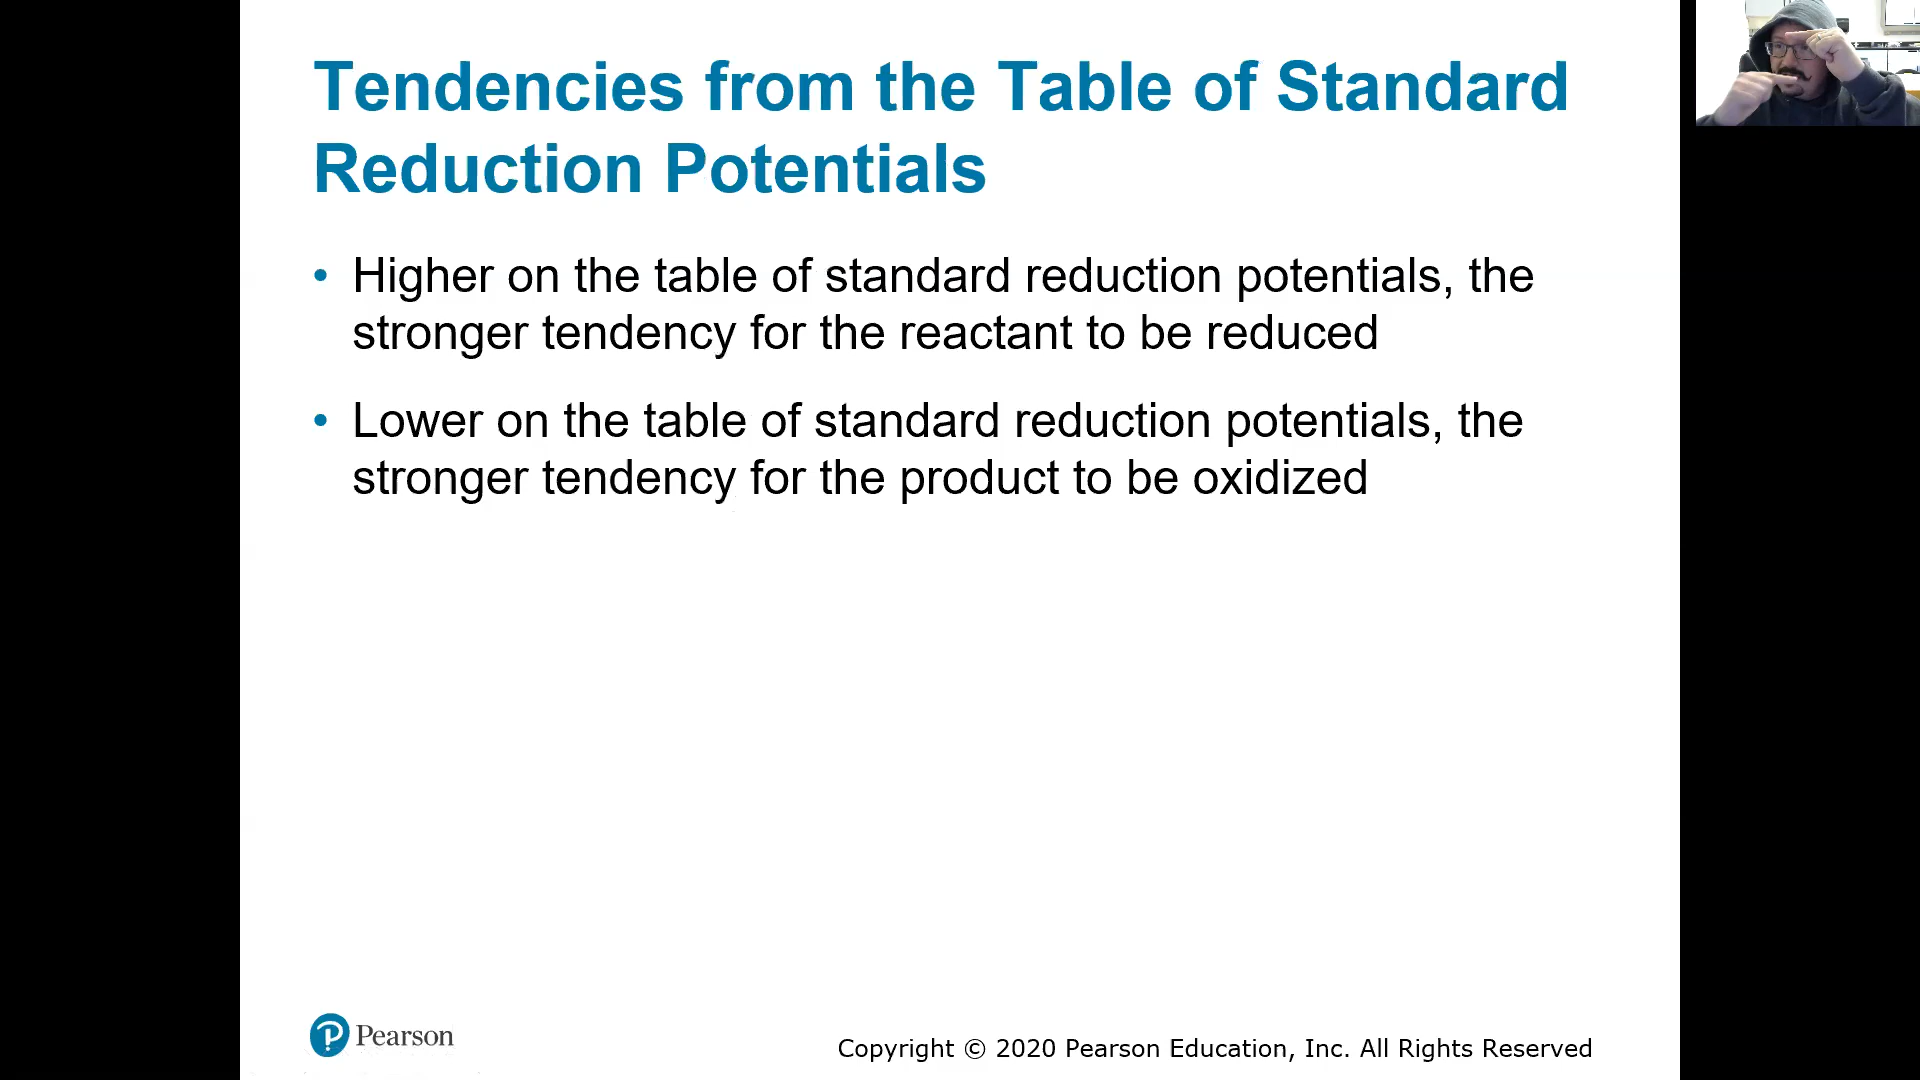 Tendencies from the Table of Standard
Reduction Potentials
• Higher on the table of standard reduction potentials, the
stronger tendency for the reactant to be reduced
• Lower on the table of standard reduction potentials, the
stronger tendency for the product to be oxidized
Pearson
Copyright © 2020 Pearson Education, Inc. All Rights Reserved